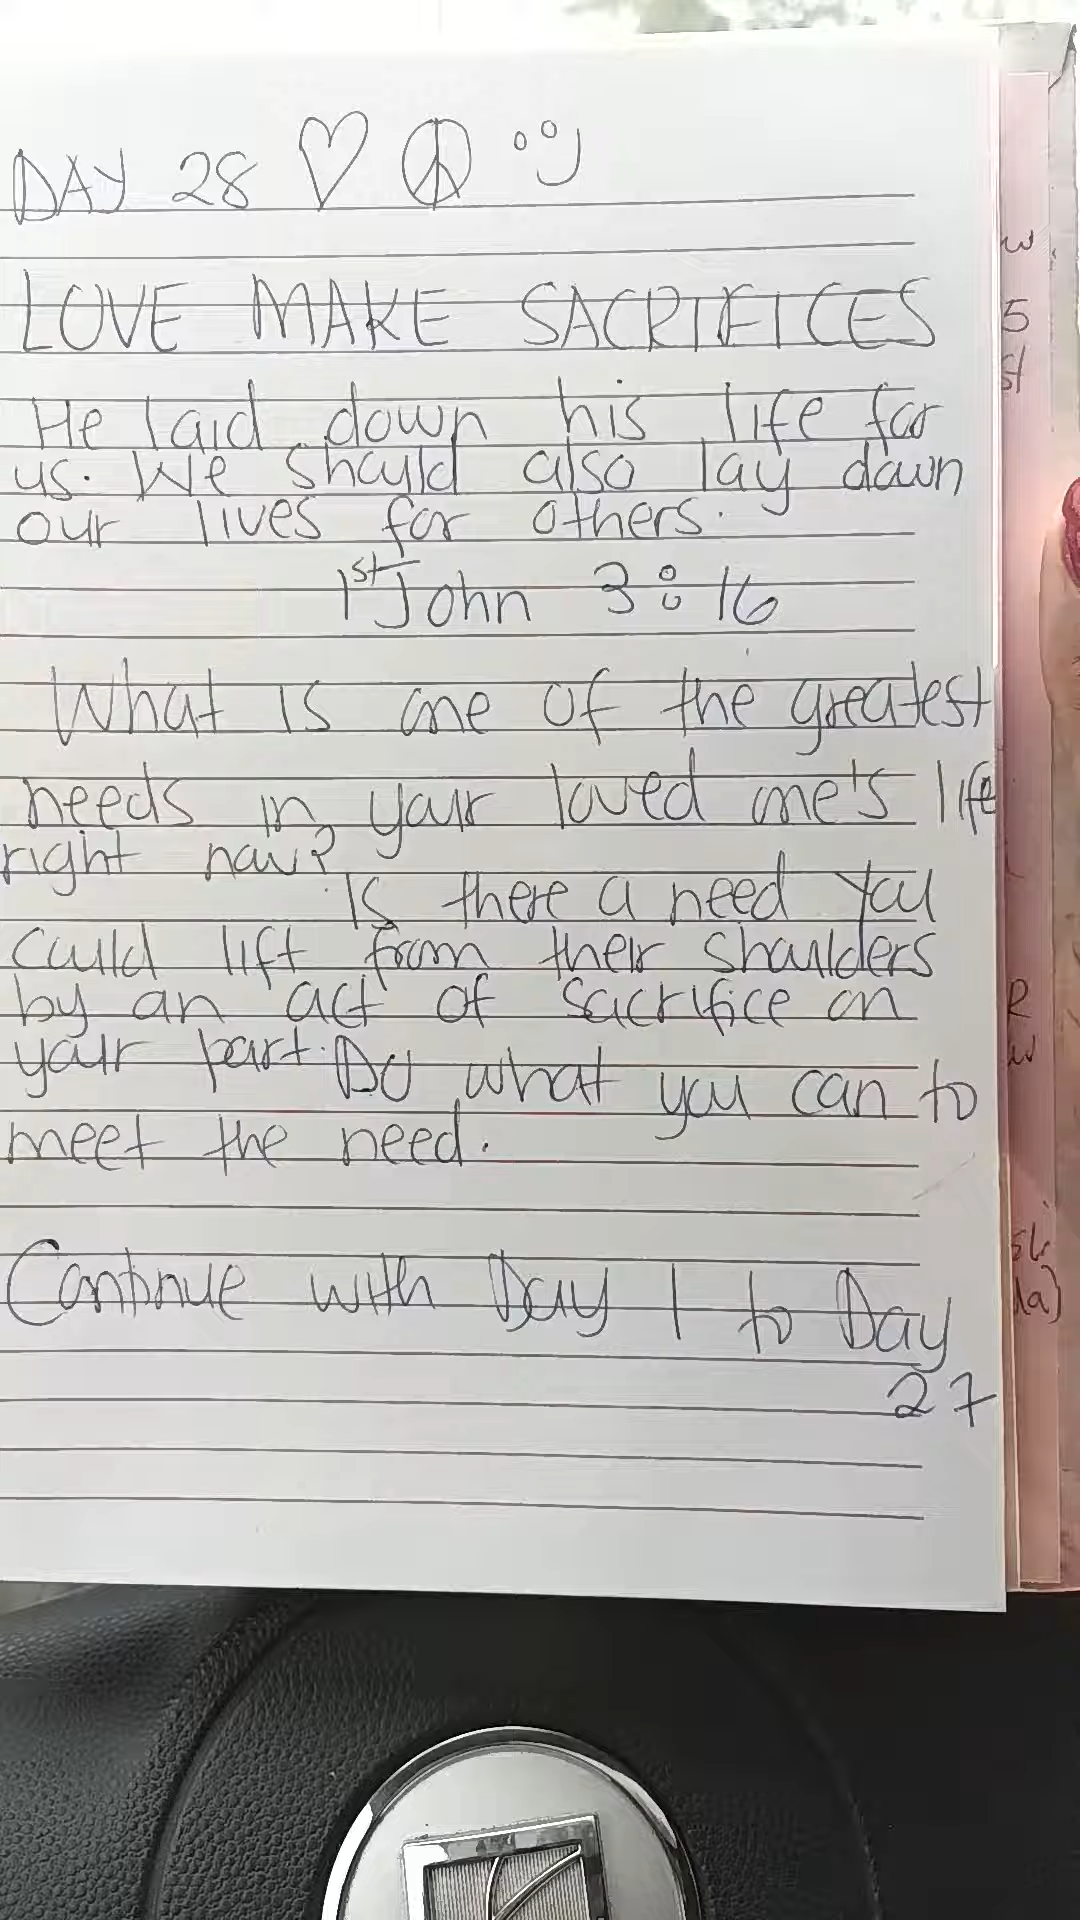 DAY 28
LOVE MAKE SACRIFICES
He laid down his life for
us. We should also lay down
our lives for others.
1st John 3:16
What is one of the greatest
needs in your loved one's life
right now?
Is there a need you
could lift from their shoulders
by an act of sacrifice on
your part. Do what you can to
meet the need.
Continue with Day 1 to Day
27